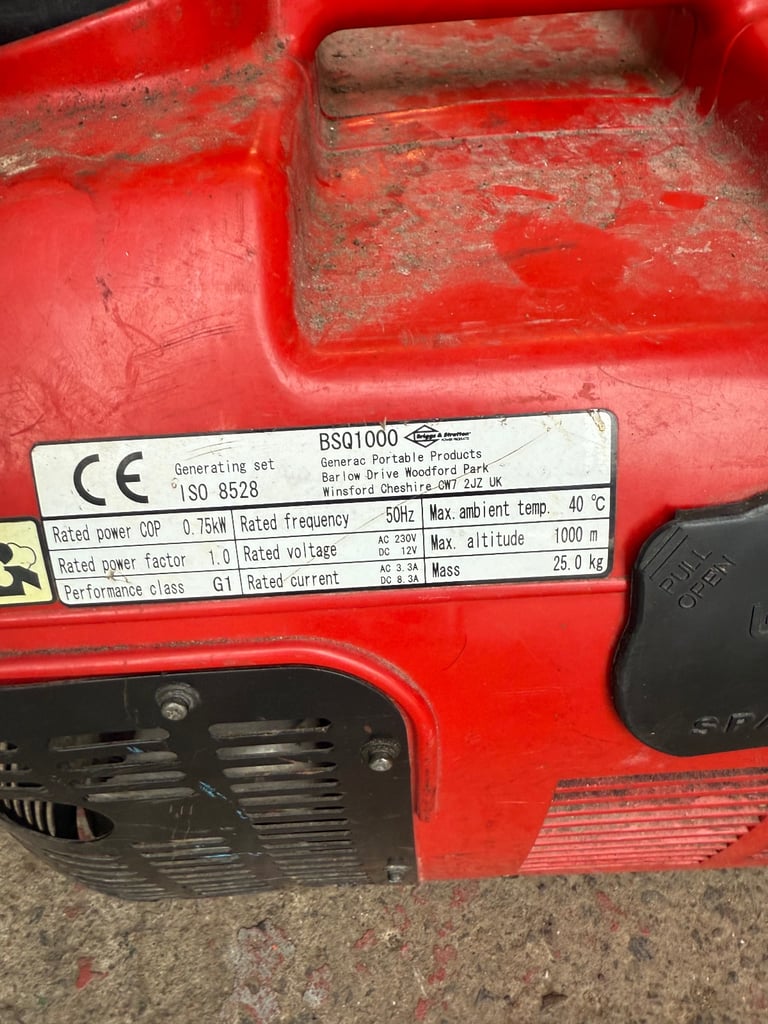 BSQ1000 Briggs & Stratton
POWER PRODUCTS
CE Generating set
ISO 8528
Generac Portable Products
Barlow Drive Woodford Park
Winsford Cheshire CW7 2JZ UK
Rated power COP 0.75kW
Rated power factor 1.0
Performance class G1
Rated frequency 50Hz
Rated voltage AC 230V
DC 12V
Rated current AC 3.3A
DC 8.3A
Max. ambient temp. 40 ℃
Max. altitude 1000 m
Mass 25.0 kg
PULL
OPEN